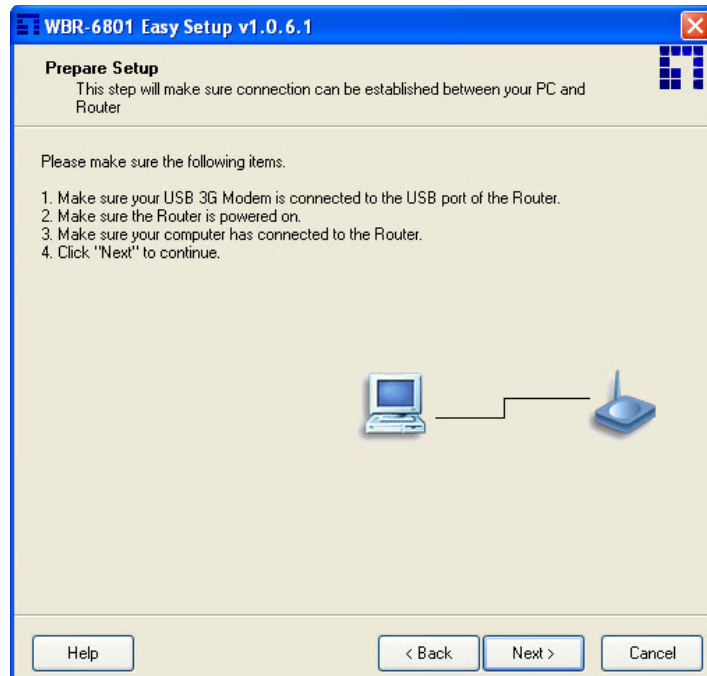 WBR-6801 Easy Setup v1.0.6.1
Prepare Setup
This step will make sure connection can be established between your PC and
Router
Please make sure the following items.
1. Make sure your USB 3G Modem is connected to the USB port of the Router.
2. Make sure the Router is powered on.
3. Make sure your computer has connected to the Router.
4. Click "Next" to continue.
Help
< Back
Next >
Cancel